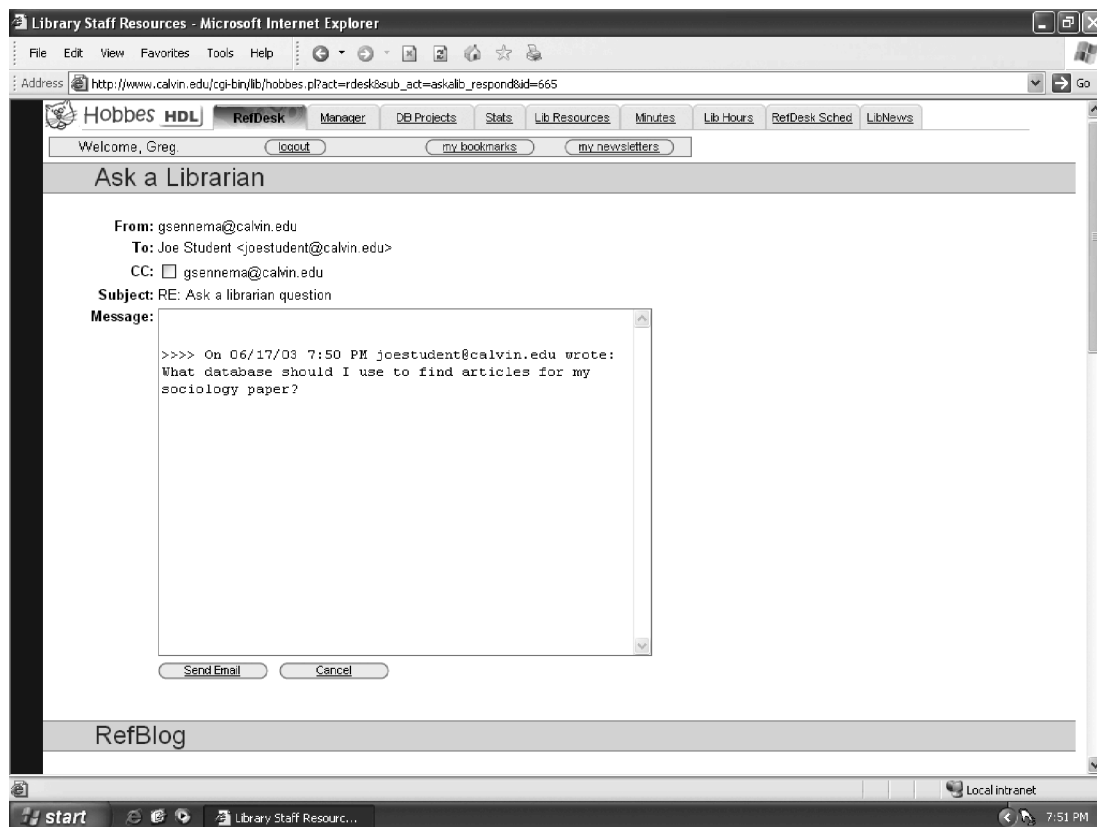 Library Staff Resources - Microsoft Internet Explorer
File Edit View Favorites Tools Help
Address http://www.calvin.edu/cgi-bin/lib/hobbes.pl?act=rdesk&sub_act=askalib_respond&id=665 Go
Hobbes HDL RefDesk Manager DB Projects Stats Lib Resources Minutes Lib Hours RefDesk Sched LibNews
Welcome, Greg. logout my bookmarks my newsletters
Ask a Librarian
From: gsennema@calvin.edu
To: Joe Student <joestudent@calvin.edu>
CC: gsennema@calvin.edu
Subject: RE: Ask a librarian question
Message:
>>>> On 06/17/03 7:50 PM joestudent@calvin.edu wrote:
What database should I use to find articles for my
sociology paper?
Send Email Cancel
RefBlog
Local intranet
start Library Staff Resourc... 7:51 PM